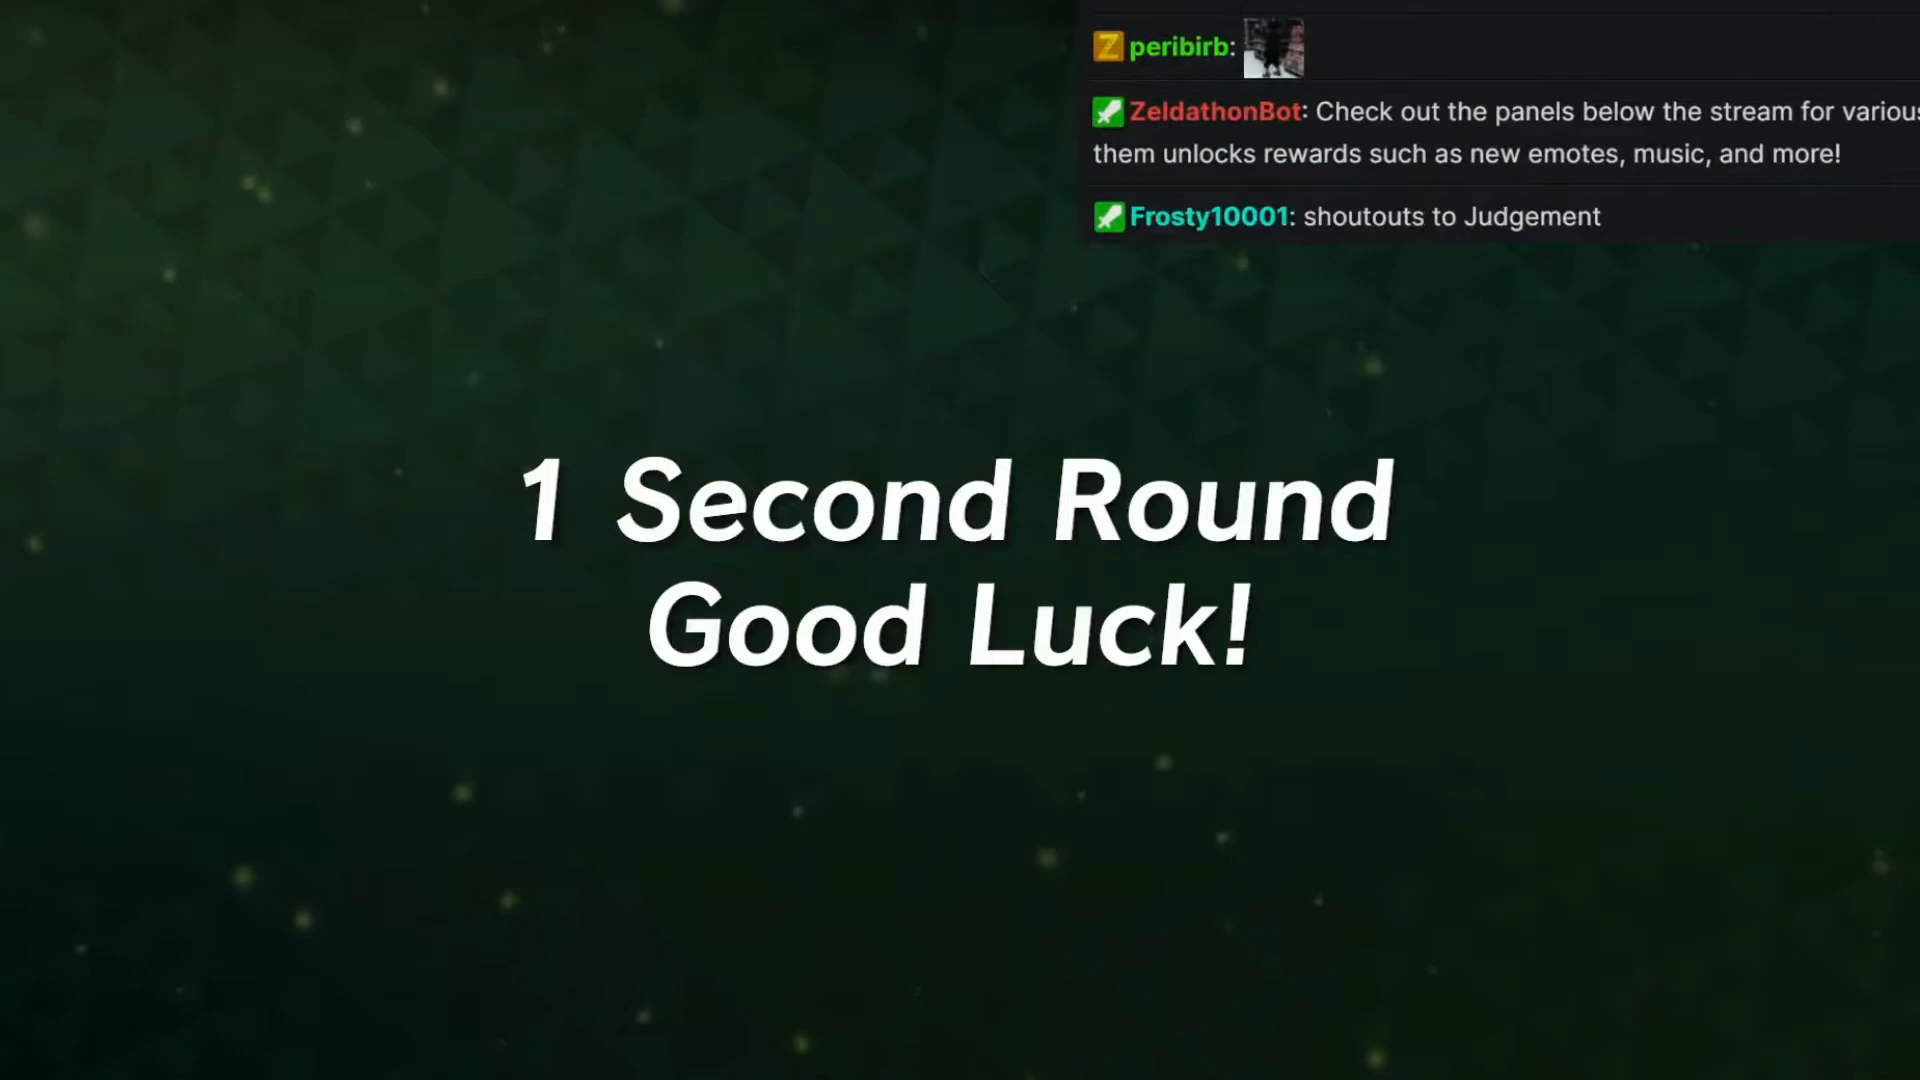 peribirb:
ZeldathonBot: Check out the panels below the stream for various
them unlocks rewards such as new emotes, music, and more!
Frosty10001: shoutouts to Judgement
1 Second Round
Good Luck!